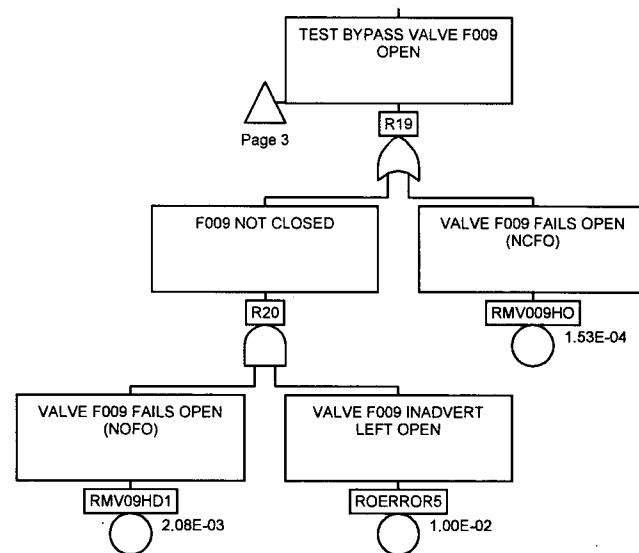 TEST BYPASS VALVE F009
OPEN
Page 3
R19
F009 NOT CLOSED
VALVE F009 FAILS OPEN
(NCFO)
R20
RMV009HO
1.53E-04
VALVE F009 FAILS OPEN
(NOFO)
VALVE F009 INADVERT
LEFT OPEN
RMV09HD1
ROERROR5
2.08E-03
1.00E-02